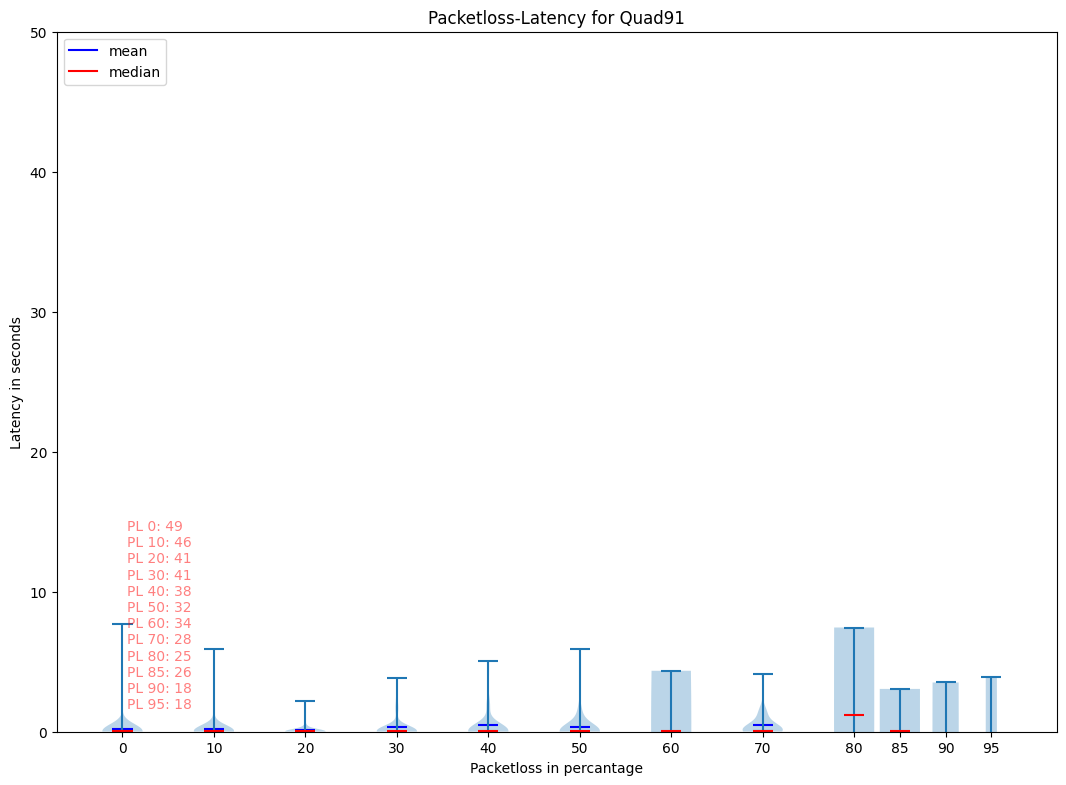 Packetloss-Latency for Quad91
mean
median
50
40
30
20
10
0
Latency in seconds
PL 0: 49
PL 10: 46
PL 20: 41
PL 30: 41
PL 40: 38
PL 50: 32
PL 60: 34
PL 70: 28
PL 80: 25
PL 85: 26
PL 90: 18
PL 95: 18
0 10 20 30 40 50 60 70 80 85 90 95
Packetloss in percantage